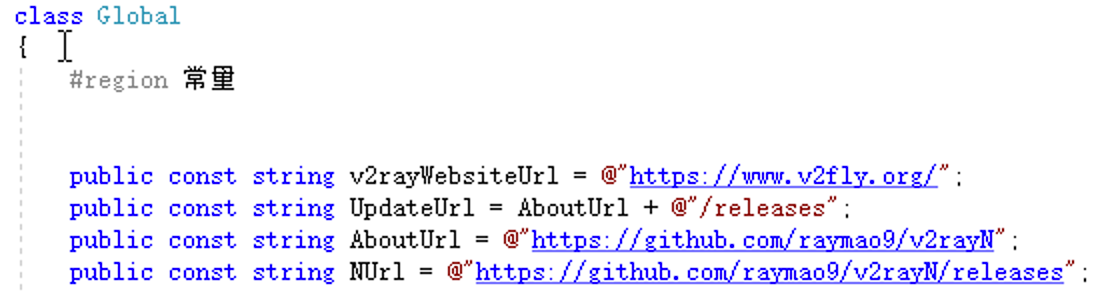 class Global
{
#region 常量
public const string v2rayWebsiteUrl = @"https://www.v2fly.org/";
public const string UpdateUrl = AboutUrl + @"/releases";
public const string AboutUrl = @"https://github.com/raymao9/v2rayN";
public const string NUrl = @"https://github.com/raymao9/v2rayN/releases";